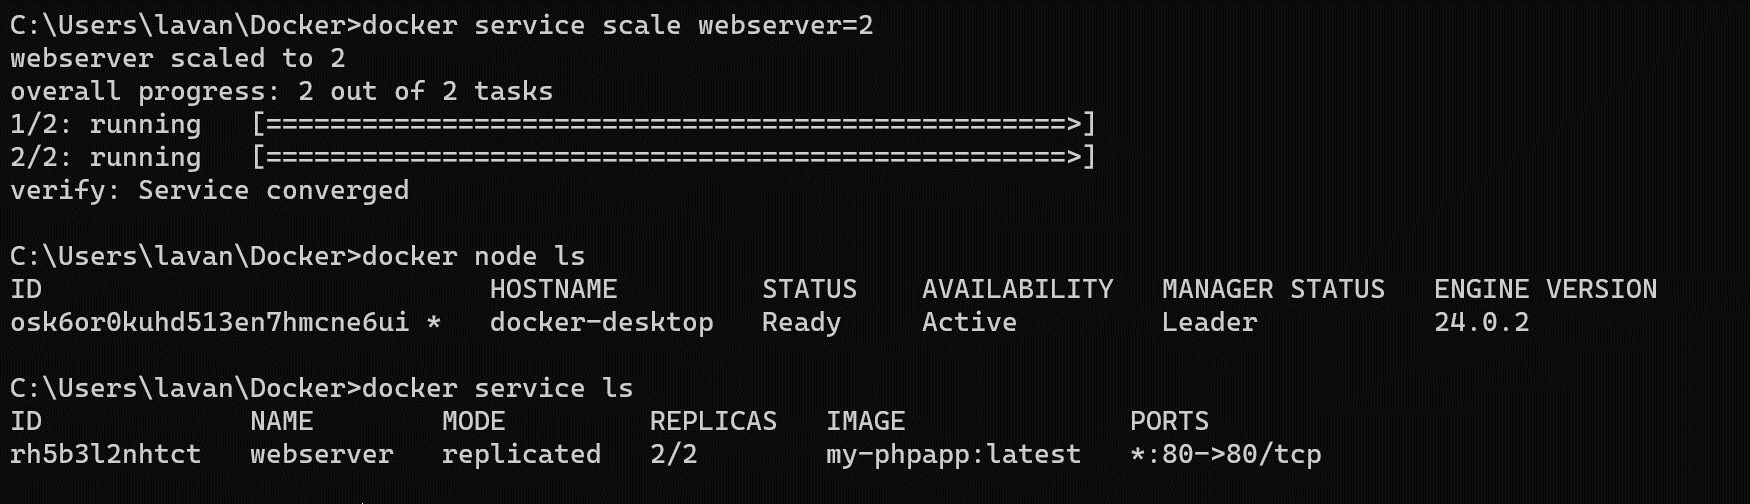 C:\Users\lavan\Docker>docker service scale webserver=2
webserver scaled to 2
overall progress: 2 out of 2 tasks
1/2: running   [==================================================>]
2/2: running   [==================================================>]
verify: Service converged
C:\Users\lavan\Docker>docker node ls
ID                            HOSTNAME         STATUS    AVAILABILITY   MANAGER STATUS   ENGINE VERSION
osk6or0kuhd513en7hmcne6ui *   docker-desktop   Ready     Active         Leader           24.0.2
C:\Users\lavan\Docker>docker service ls
ID             NAME        MODE         REPLICAS   IMAGE              PORTS
rh5b3l2nhtct   webserver   replicated   2/2        my-phpapp:latest   *:80->80/tcp